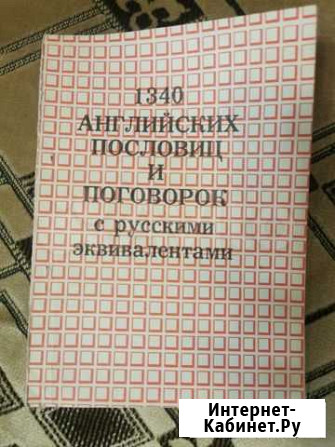 1340
АНГЛИЙСКИХ
ПОСЛОВИЦ
И
ПОГОВОРОК
с русскими
эквивалентами
Интернет-
Кабинет.Ру